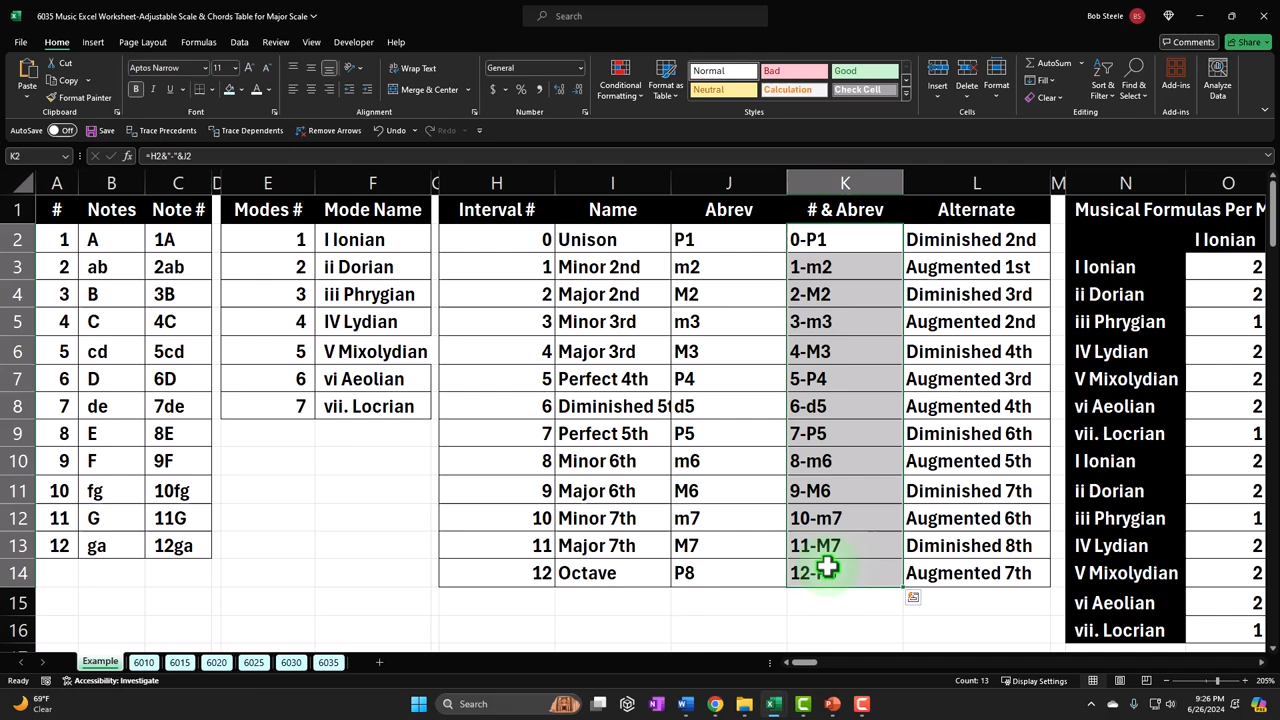 6035 Music Excel Worksheet-Adjustable Scale & Chords Table for Major Scale
Search
Bob Steele BS
File Home Insert Page Layout Formulas Data Review View Developer Help
Comments Share
Paste Cut Copy Format Painter
Clipboard
Aptos Narrow 11
B I U
Font
Wrap Text
Merge & Center
Alignment
General
Number
Conditional Formatting Format as Table
Normal Bad Good
Neutral Calculation Check Cell
Styles
Insert Delete Format
Cells
AutoSum Fill Clear
Sort & Filter Find & Select
Editing
Add-ins
Add-ins
Analyze Data
AutoSave Off Save Trace Precedents Trace Dependents Remove Arrows Undo Redo
K2 fx =H2&"-"&J2
A B C D E F G H I J K L M N O
1 # Notes Note # Modes # Mode Name Interval # Name Abrev # & Abrev Alternate Musical Formulas Per M
2 1 A 1A 1 I Ionian 0 Unison P1 0-P1 Diminished 2nd I Ionian
3 2 ab 2ab 2 ii Dorian 1 Minor 2nd m2 1-m2 Augmented 1st I Ionian 2
4 3 B 3B 3 iii Phrygian 2 Major 2nd M2 2-M2 Diminished 3rd ii Dorian 2
5 4 C 4C 4 IV Lydian 3 Minor 3rd m3 3-m3 Augmented 2nd iii Phrygian 1
6 5 cd 5cd 5 V Mixolydian 4 Major 3rd M3 4-M3 Diminished 4th IV Lydian 2
7 6 D 6D 6 vi Aeolian 5 Perfect 4th P4 5-P4 Augmented 3rd V Mixolydian 2
8 7 de 7de 7 vii. Locrian 6 Diminished 5t d5 6-d5 Augmented 4th vi Aeolian 2
9 8 E 8E 7 Perfect 5th P5 7-P5 Diminished 6th vii. Locrian 1
10 9 F 9F 8 Minor 6th m6 8-m6 Augmented 5th I Ionian 2
11 10 fg 10fg 9 Major 6th M6 9-M6 Diminished 7th ii Dorian 2
12 11 G 11G 10 Minor 7th m7 10-m7 Augmented 6th iii Phrygian 1
13 12 ga 12ga 11 Major 7th M7 11-M7 Diminished 8th IV Lydian 2
14 12 Octave P8 12- Augmented 7th V Mixolydian 2
15 vi Aeolian 2
16 vii. Locrian 1
Example 6010 6015 6020 6025 6030 6035
Ready Accessibility: Investigate Count: 13 Display Settings 205%
69°F
Clear
Search
9:26 PM
6/26/2024